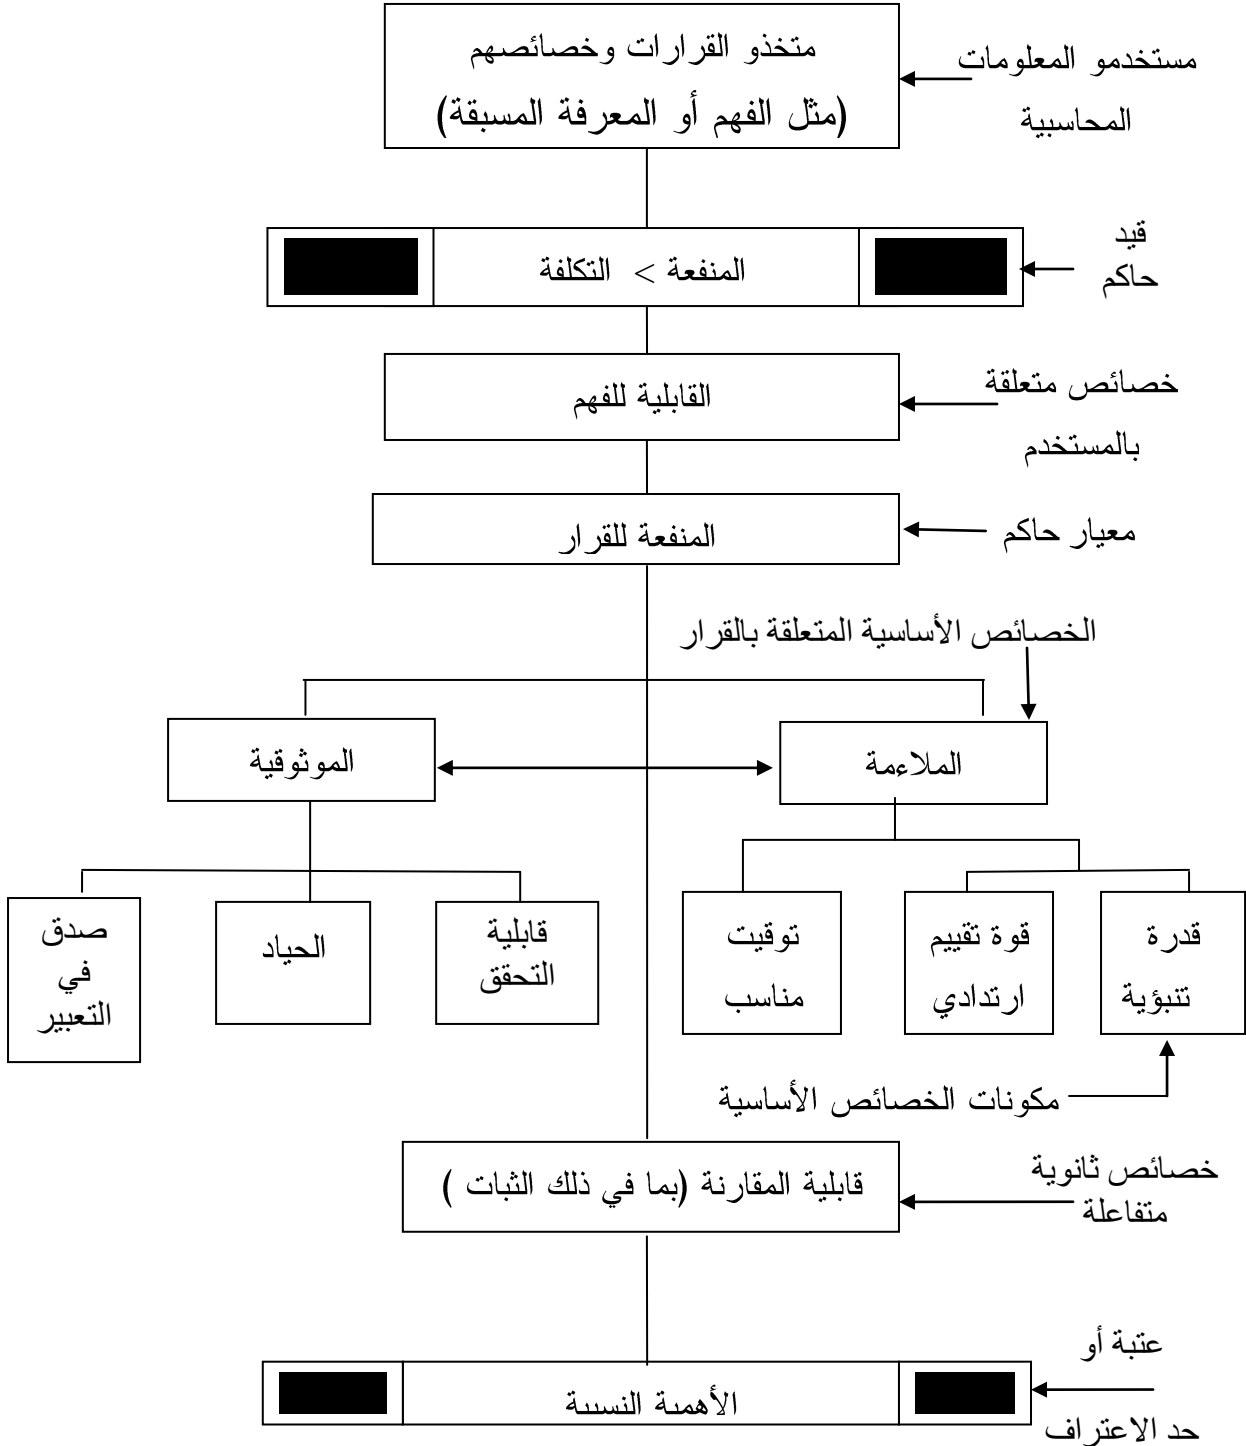 متخذو القرارات وخصائصهم
(مثل الفهم أو المعرفة المسبقة)
مستخدمو المعلومات
المحاسبية
المنفعة > التكلفة
قيد
حاكم
القابلية للفهم
خصائص متعلقة
بالمستخدم
المنفعة للقرار
معيار حاكم
الخصائص الأساسية المتعلقة بالقرار
الملاءمة
الموثوقية
قدرة
تنبؤية
قوة تقييم
ارتدادي
توقيت
مناسب
قابلية
التحقق
الحياد
صدق
في
التعبير
مكونات الخصائص الأساسية
قابلية المقارنة (بما في ذلك الثبات )
خصائص ثانوية
متفاعلة
الأهمية النسبية
عتبة أو
حد الاعتراف